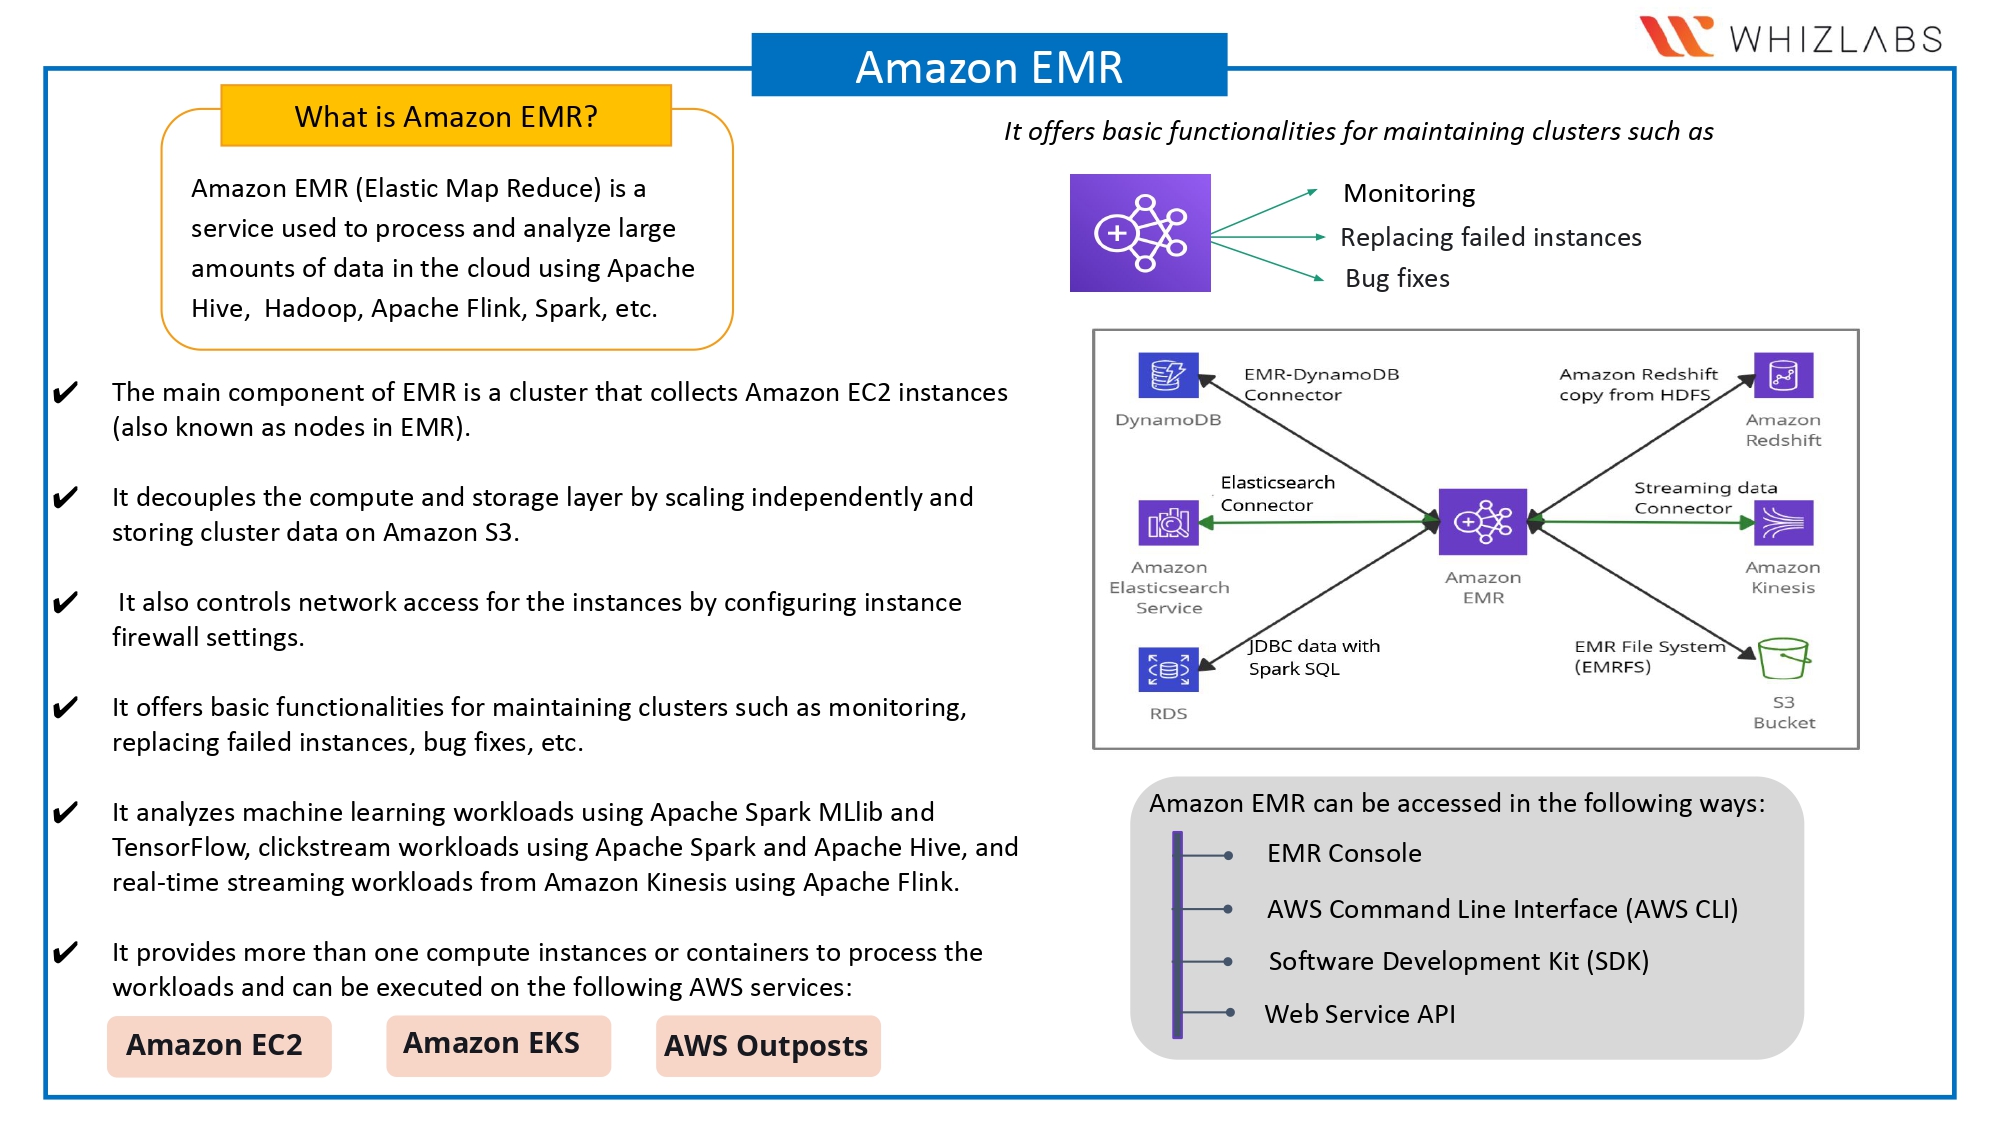 WHIZLABS
Amazon EMR
What is Amazon EMR?
Amazon EMR (Elastic Map Reduce) is a
service used to process and analyze large
amounts of data in the cloud using Apache
Hive,  Hadoop, Apache Flink, Spark, etc.
The main component of EMR is a cluster that collects Amazon EC2 instances
(also known as nodes in EMR).
It decouples the compute and storage layer by scaling independently and
storing cluster data on Amazon S3.
It also controls network access for the instances by configuring instance
firewall settings.
It offers basic functionalities for maintaining clusters such as monitoring,
replacing failed instances, bug fixes, etc.
It analyzes machine learning workloads using Apache Spark MLlib and
TensorFlow, clickstream workloads using Apache Spark and Apache Hive, and
real-time streaming workloads from Amazon Kinesis using Apache Flink.
It provides more than one compute instances or containers to process the
workloads and can be executed on the following AWS services:
Amazon EC2
Amazon EKS
AWS Outposts
It offers basic functionalities for maintaining clusters such as
Monitoring
Replacing failed instances
Bug fixes
EMR-DynamoDB
Connector
DynamoDB
Amazon Redshift
copy from HDFS
Amazon
Redshift
Elasticsearch
Connector
Amazon
Elasticsearch
Service
Amazon
EMR
Streaming data
Connector
Amazon
Kinesis
JDBC data with
Spark SQL
RDS
EMR File System
(EMRFS)
S3
Bucket
Amazon EMR can be accessed in the following ways:
EMR Console
AWS Command Line Interface (AWS CLI)
Software Development Kit (SDK)
Web Service API